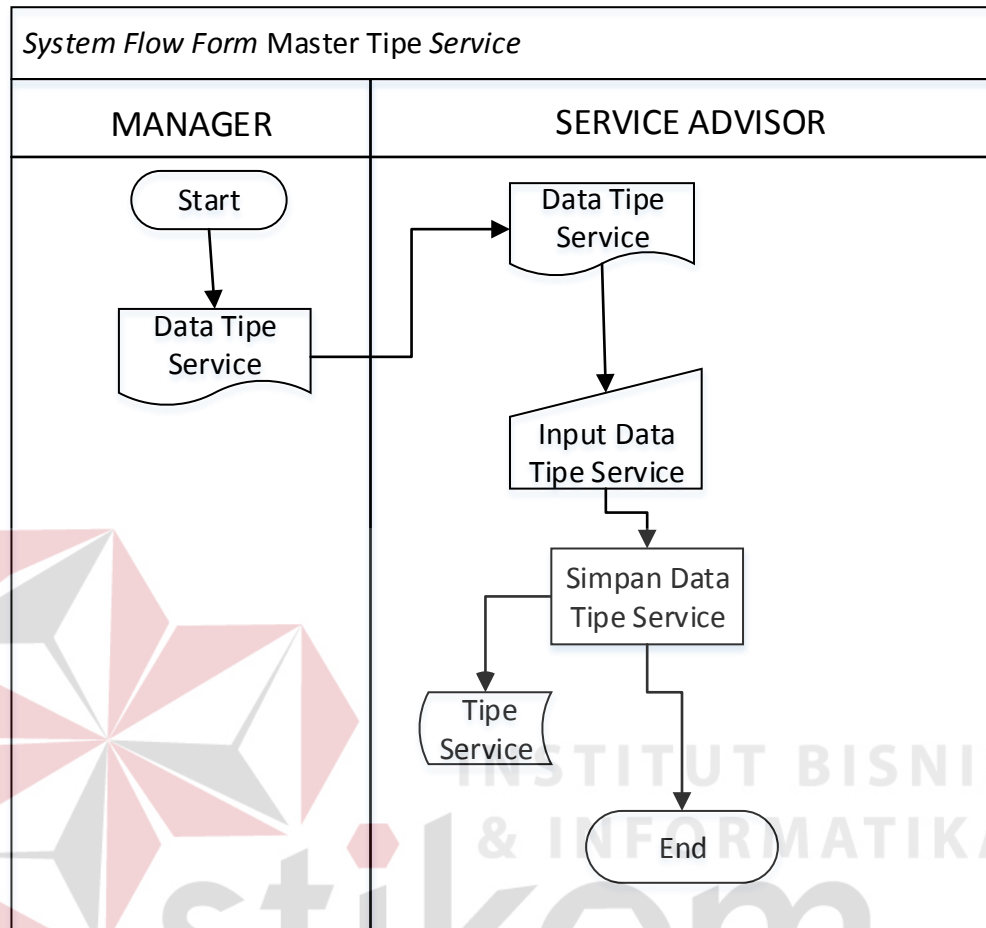 System Flow Form Master Tipe Service
MANAGER
SERVICE ADVISOR
Start
Data Tipe
Service
Data Tipe
Service
Input Data
Tipe Service
Simpan Data
Tipe Service
Tipe
Service
End
INSTITUT BISNI
& INFORMATIKA
stikom